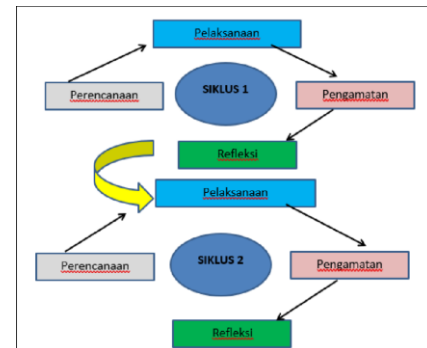 Pelaksanaan
Perencanaan
SIKLUS 1
Pengamatan
Refleksi
Pelaksanaan
Perencanaan
SIKLUS 2
Pengamatan
Refleksi